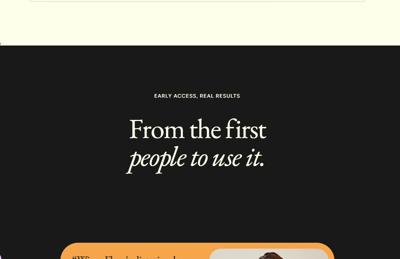 EARLY ACCESS, REAL RESULTS
From the first
people to use it.